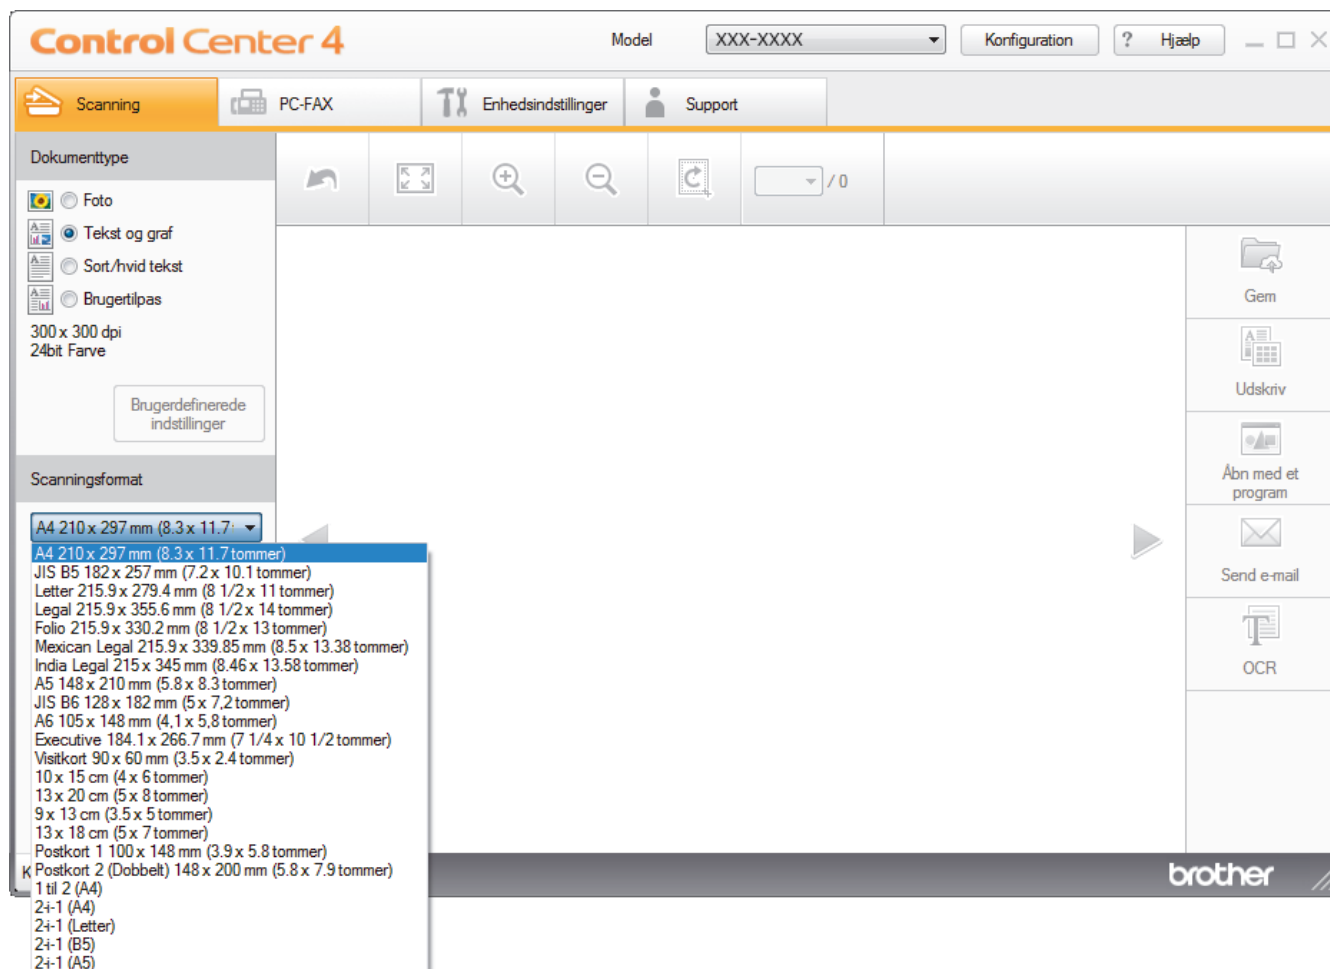 Control Center 4
Model
XXX-XXXX
Konfiguration
? Hjælp
Scanning
PC-FAX
Enhedsindstillinger
Support
Dokumenttype
/ 0
Foto
Tekst og graf
Sort/hvid tekst
Brugertilpas
300 x 300 dpi
24bit Farve
Brugerdefinerede
indstillinger
Scanningsformat
A4 210 x 297 mm (8.3 x 11.7
A4 210 x 297 mm (8.3 x 11.7 tommer)
JIS B5 182 x 257 mm (7.2 x 10.1 tommer)
Letter 215.9 x 279.4 mm (8 1/2 x 11 tommer)
Legal 215.9 x 355.6 mm (8 1/2 x 14 tommer)
Folio 215.9 x 330.2 mm (8 1/2 x 13 tommer)
Mexican Legal 215.9 x 339.85 mm (8.5 x 13.38 tommer)
India Legal 215 x 345 mm (8.46 x 13.58 tommer)
A5 148 x 210 mm (5.8 x 8.3 tommer)
JIS B6 128 x 182 mm (5 x 7,2 tommer)
A6 105 x 148 mm (4,1 x 5,8 tommer)
Executive 184.1 x 266.7 mm (7 1/4 x 10 1/2 tommer)
Visitkort 90 x 60 mm (3.5 x 2.4 tommer)
10 x 15 cm (4 x 6 tommer)
13 x 20 cm (5 x 8 tommer)
9 x 13 cm (3.5 x 5 tommer)
13 x 18 cm (5 x 7 tommer)
Postkort 1 100 x 148 mm (3.9 x 5.8 tommer)
Postkort 2 (Dobbelt) 148 x 200 mm (5.8 x 7.9 tommer)
1 til 2 (A4)
2-i-1 (A4)
2-i-1 (Letter)
2-i-1 (B5)
2-i-1 (A5)
Gem
Udskriv
Åbn med et
program
Send e-mail
OCR
K
brother